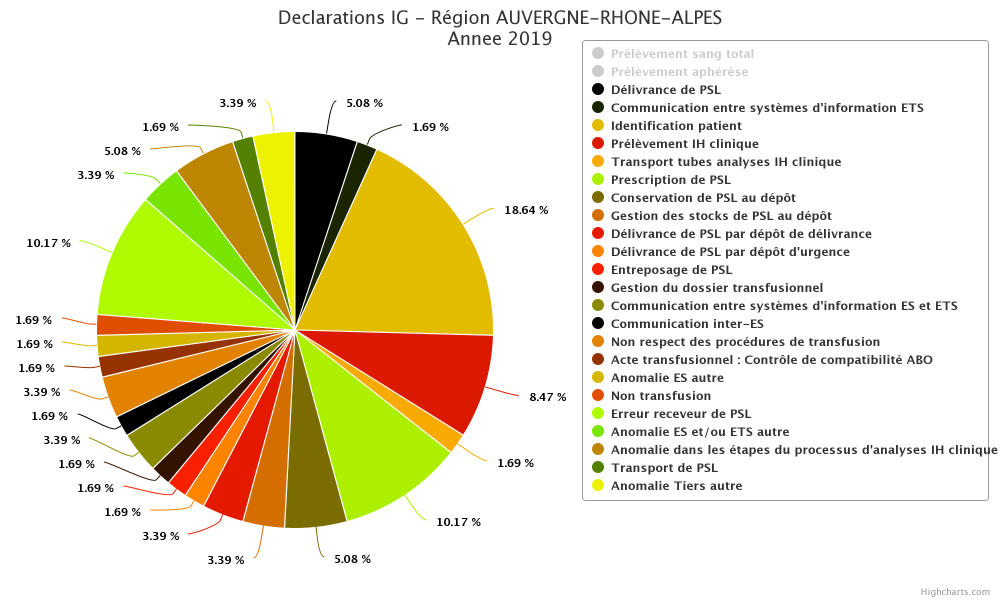 Declarations IG – Région AUVERGNE–RHONE–ALPES
Annee 2019
Prélèvement sang total
Prélèvement aphérèse
Délivrance de PSL
Communication entre systèmes d'information ETS
Identification patient
Prélèvement IH clinique
Transport tubes analyses IH clinique
Prescription de PSL
Conservation de PSL au dépôt
Gestion des stocks de PSL au dépôt
Délivrance de PSL par dépôt de délivrance
Délivrance de PSL par dépôt d'urgence
Entreposage de PSL
Gestion du dossier transfusionnel
Communication entre systèmes d'information ES et ETS
Communication inter–ES
Non respect des procédures de transfusion
Acte transfusionnel : Contrôle de compatibilité ABO
Anomalie ES autre
Non transfusion
Erreur receveur de PSL
Anomalie ES et/ou ETS autre
Anomalie dans les étapes du processus d'analyses IH clinique
Transport de PSL
Anomalie Tiers autre
5.08 %
1.69 %
18.64 %
8.47 %
1.69 %
10.17 %
5.08 %
3.39 %
3.39 %
1.69 %
1.69 %
1.69 %
3.39 %
1.69 %
3.39 %
1.69 %
1.69 %
1.69 %
10.17 %
3.39 %
5.08 %
1.69 %
3.39 %
Highcharts.com